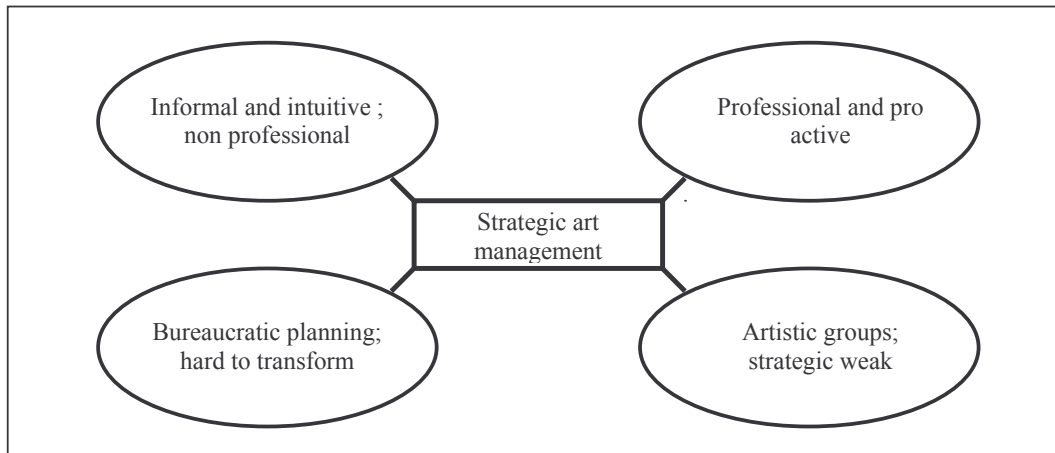 Informal and intuitive ;
non professional
Professional and pro
active
Strategic art
management
Bureaucratic planning;
hard to transform
Artistic groups;
strategic weak